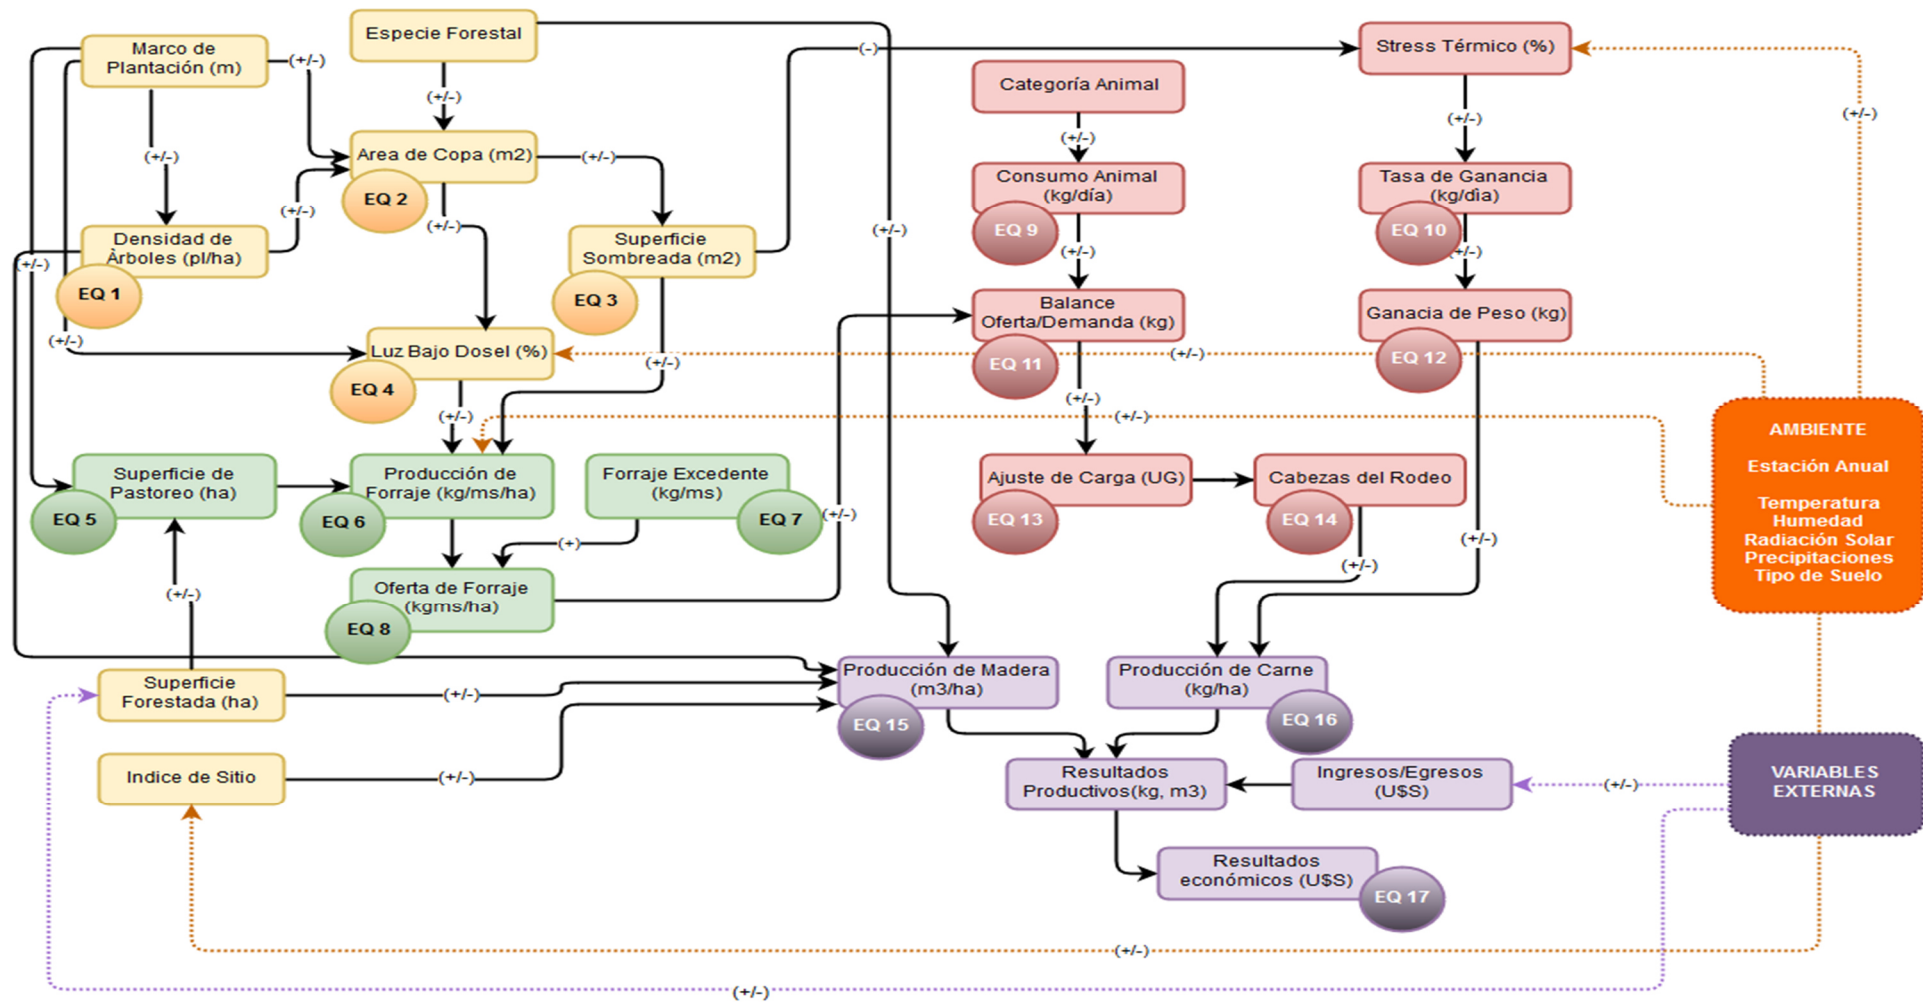 Marco de
Plantación (m)
(+/-)
Especie Forestal
(+/-)
(-)
Stress Térmico (%)
(+/-)
Categoría Animal
(+/-)
(+/-)
(+/-)
Area de Copa (m2)
EQ 2
(+/-)
(+/-)
(+/-)
(+/-)
Consumo Animal
(kg/día)
EQ 9
(+/-)
Tasa de Ganancia
(kg/dìa)
EQ 10
(+/-)
(+/-)
Densidad de
Àrboles (pl/ha)
EQ 1
(+/-)
Superficie
Sombreada (m2)
EQ 3
(+/-)
Balance
Oferta/Demanda (kg)
EQ 11
(+/-)
Ganacia de Peso (kg)
EQ 12
(+/-)
(+/-)
Luz Bajo Dosel (%)
EQ 4
(+/-)
(+/-)
(+/-)
AMBIENTE
Estación Anual
Temperatura
Humedad
Radiación Solar
Precipitaciones
Tipo de Suelo
Superficie de
Pastoreo (ha)
EQ 5
Producción de
Forraje (kg/ms/ha)
EQ 6
Forraje Excedente
(kg/ms)
EQ 7
(+/-)
Ajuste de Carga (UG)
EQ 13
Cabezas del Rodeo
EQ 14
(+/-)
(+/-)
(+)
(+/-)
Oferta de Forraje
(kgms/ha)
EQ 8
Superficie
Forestada (ha)
(+/-)
Producción de Madera
(m3/ha)
EQ 15
Producción de Carne
(kg/ha)
EQ 16
Indice de Sitio
(+/-)
Resultados
Productivos(kg, m3)
Ingresos/Egresos
(U$S)
(+/-)
VARIABLES
EXTERNAS
Resultados
económicos (U$S)
EQ 17
(+/-)
(+/-)